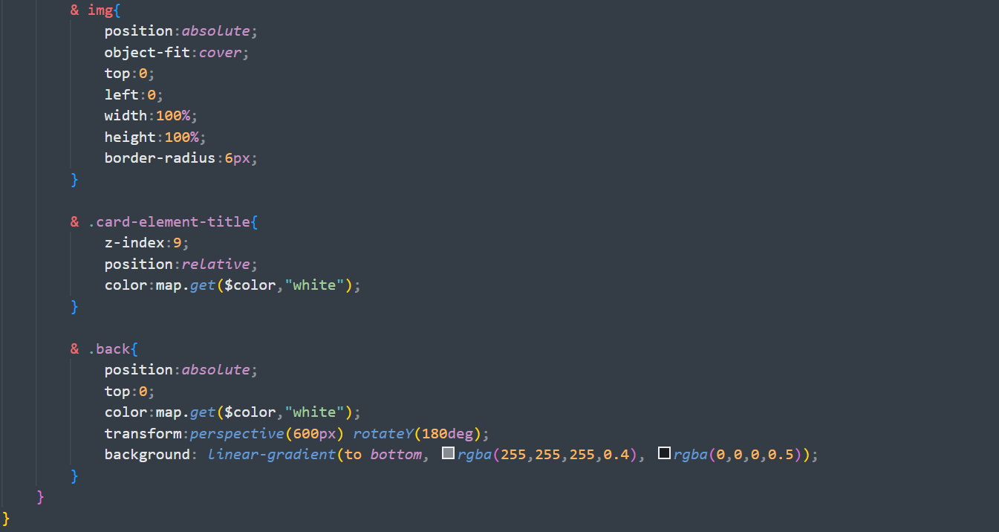 & img{
position:absolute;
object-fit:cover;
top:0;
left:0;
width:100%;
height:100%;
border-radius:6px;
}
& .card-element-title{
z-index:9;
position:relative;
color:map.get($color,"white");
}
& .back{
position:absolute;
top:0;
color:map.get($color,"white");
transform:perspective(600px) rotateY(180deg);
background: linear-gradient(to bottom, rgba(255,255,255,0.4), rgba(0,0,0,0.5));
}
}
}